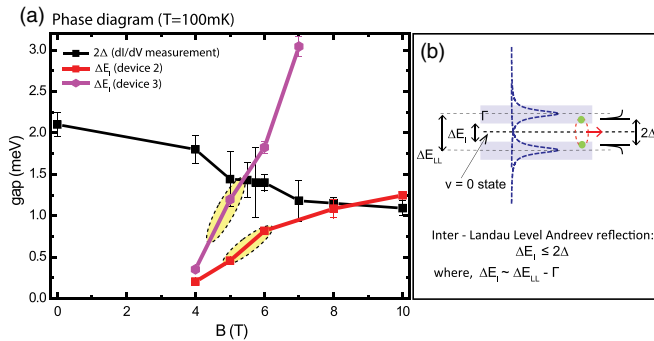 (a)
Phase diagram (T=100mK)
2Δ (dI/dV measurement)
ΔE_I (device 2)
ΔE_I (device 3)
gap (meV)
3.0
2.5
2.0
1.5
1.0
0.5
0.0
0 2 4 6 8 10
B (T)
(b)
Γ
ΔE_I
ΔE_LL
2Δ
ν = 0 state
Inter - Landau Level Andreev reflection:
ΔE_I ≤ 2Δ
where, ΔE_I ~ ΔE_LL - Γ